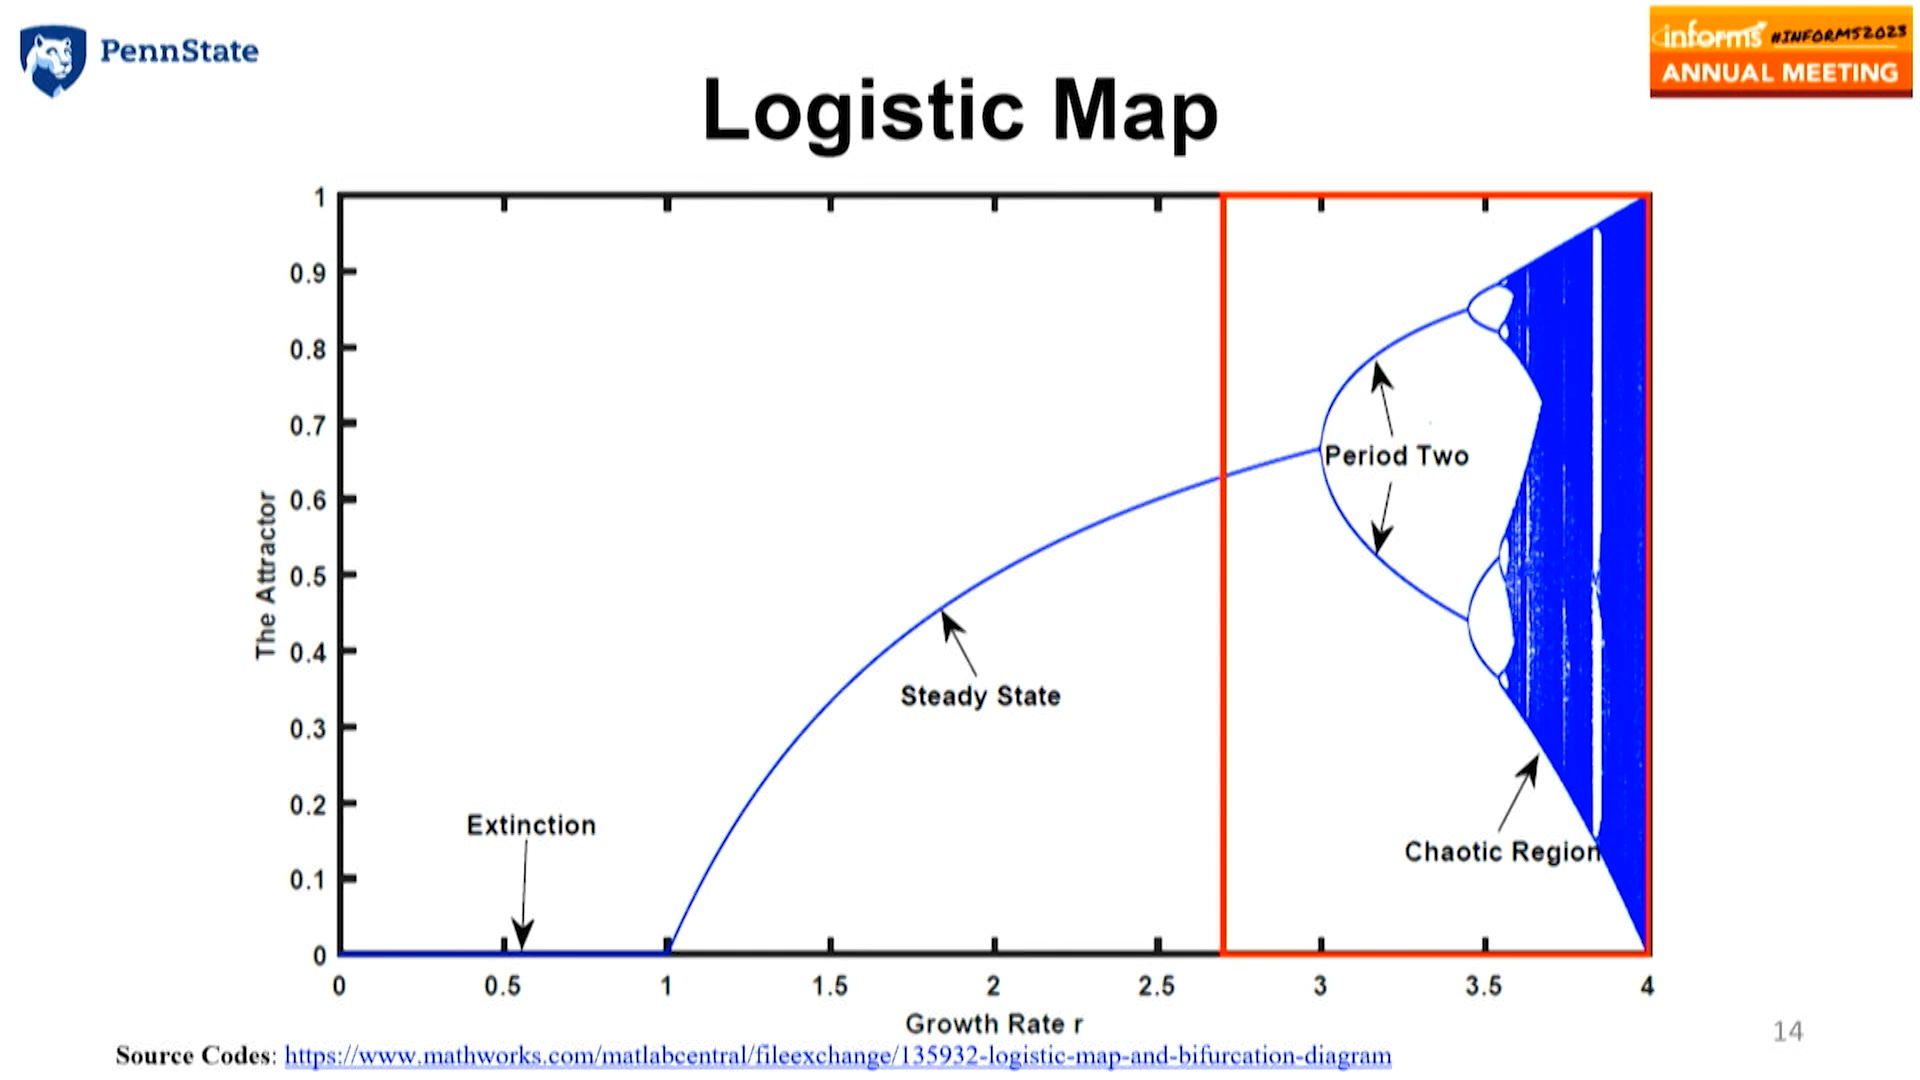 PennState
informs #INFORMS2023
ANNUAL MEETING
Logistic Map
1
0.9
0.8
0.7
0.6
0.5
0.4
0.3
0.2
0.1
0
The Attractor
Period Two
Steady State
Extinction
Chaotic Region
0 0.5 1 1.5 2 2.5 3 3.5 4
Growth Rate r
14
Source Codes: https://www.mathworks.com/matlabcentral/fileexchange/135932-logistic-map-and-bifurcation-diagram